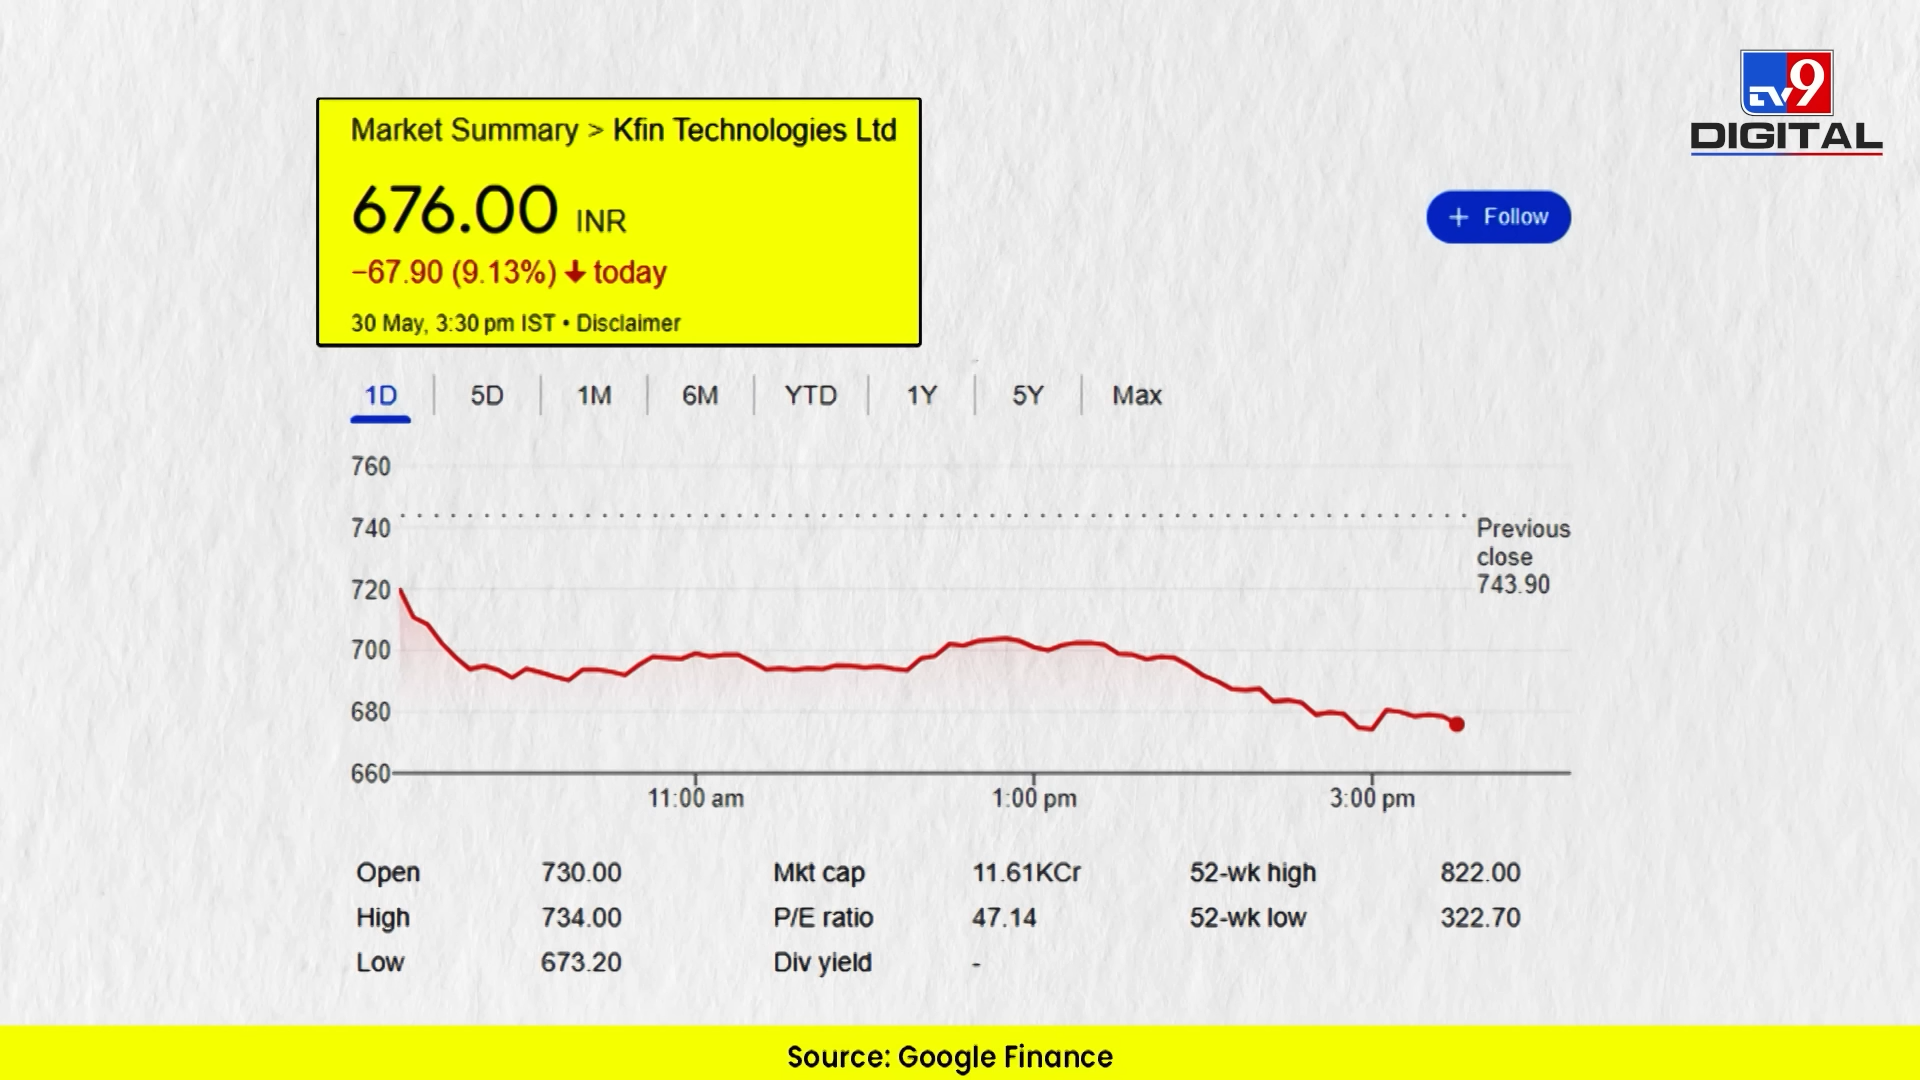 TV9
DIGITAL
Market Summary > Kfin Technologies Ltd
676.00 INR
−67.90 (9.13%) ↓ today
30 May, 3:30 pm IST • Disclaimer
+ Follow
1D 5D 1M 6M YTD 1Y 5Y Max
760
740
720
700
680
660
Previous
close
743.90
11:00 am 1:00 pm 3:00 pm
Open 730.00 Mkt cap 11.61KCr 52-wk high 822.00
High 734.00 P/E ratio 47.14 52-wk low 322.70
Low 673.20 Div yield -
Source: Google Finance